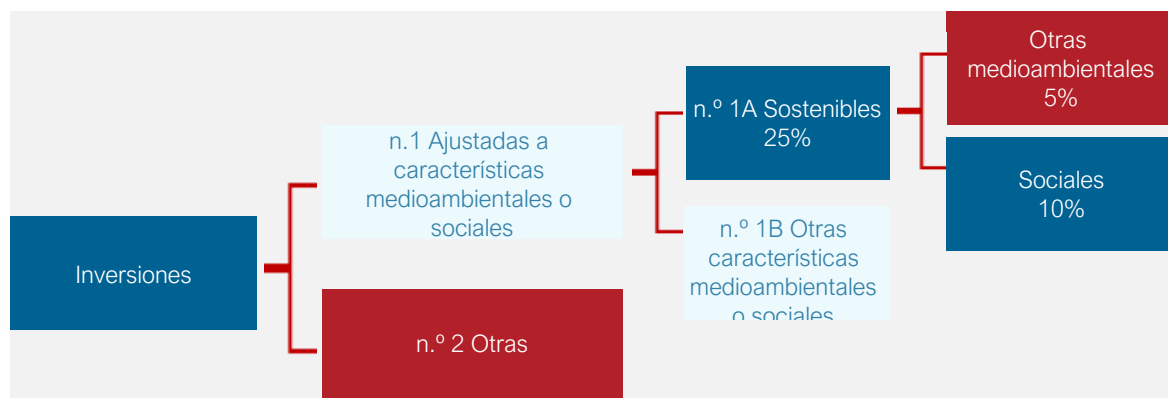 Inversiones
n.1 Ajustadas a
características
medioambientales o
sociales
n.º 2 Otras
n.º 1A Sostenibles
25%
n.º 1B Otras
características
medioambientales
o sociales
Otras
medioambientales
5%
Sociales
10%